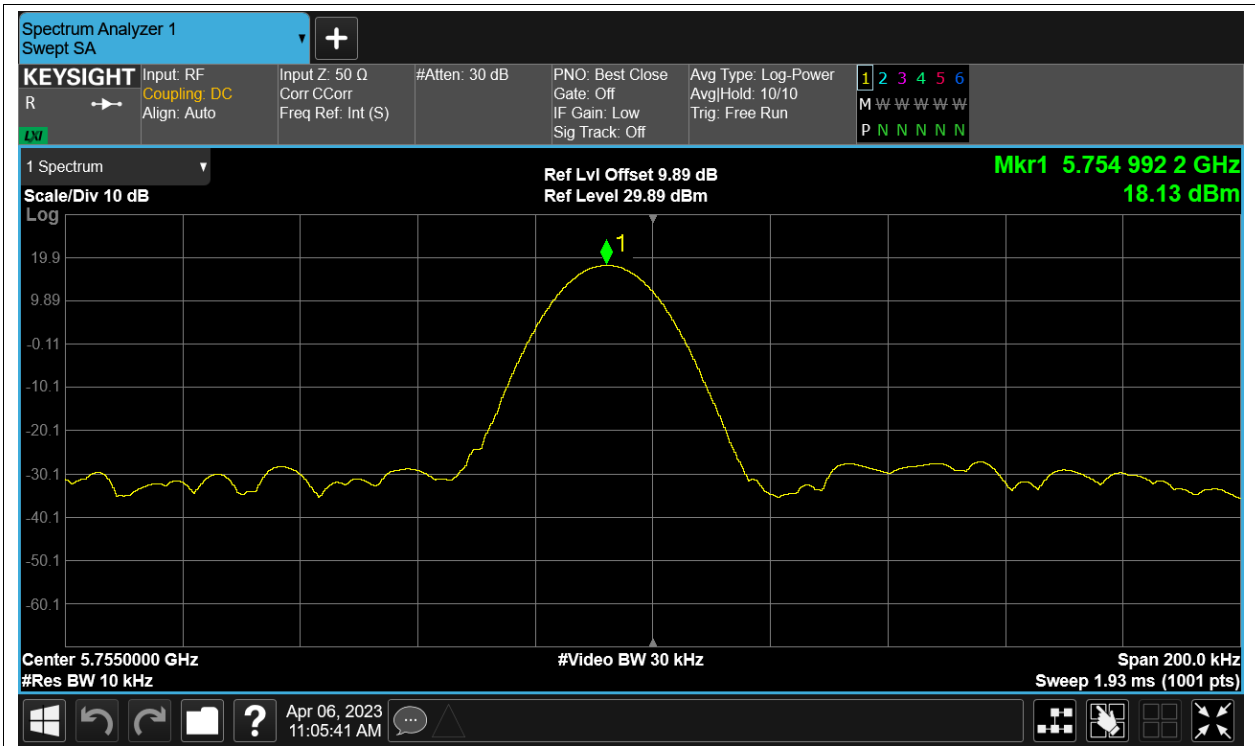 Spectrum Analyzer 1
Swept SA
KEYSIGHT
R
LXI
Input: RF
Coupling: DC
Align: Auto
Input Z: 50 Ω
Corr CCorr
Freq Ref: Int (S)
#Atten: 30 dB
PNO: Best Close
Gate: Off
IF Gain: Low
Sig Track: Off
Avg Type: Log-Power
Avg|Hold: 10/10
Trig: Free Run
1 2 3 4 5 6
M W W W W W W
P N N N N N
1 Spectrum
Scale/Div 10 dB
Log
Ref Lvl Offset 9.89 dB
Ref Level 29.89 dBm
Mkr1 5.754 992 2 GHz
18.13 dBm
1
19.9
9.89
-0.11
-10.1
-20.1
-30.1
-40.1
-50.1
-60.1
Center 5.7550000 GHz
#Res BW 10 kHz
#Video BW 30 kHz
Span 200.0 kHz
Sweep 1.93 ms (1001 pts)
?
Apr 06, 2023
11:05:41 AM